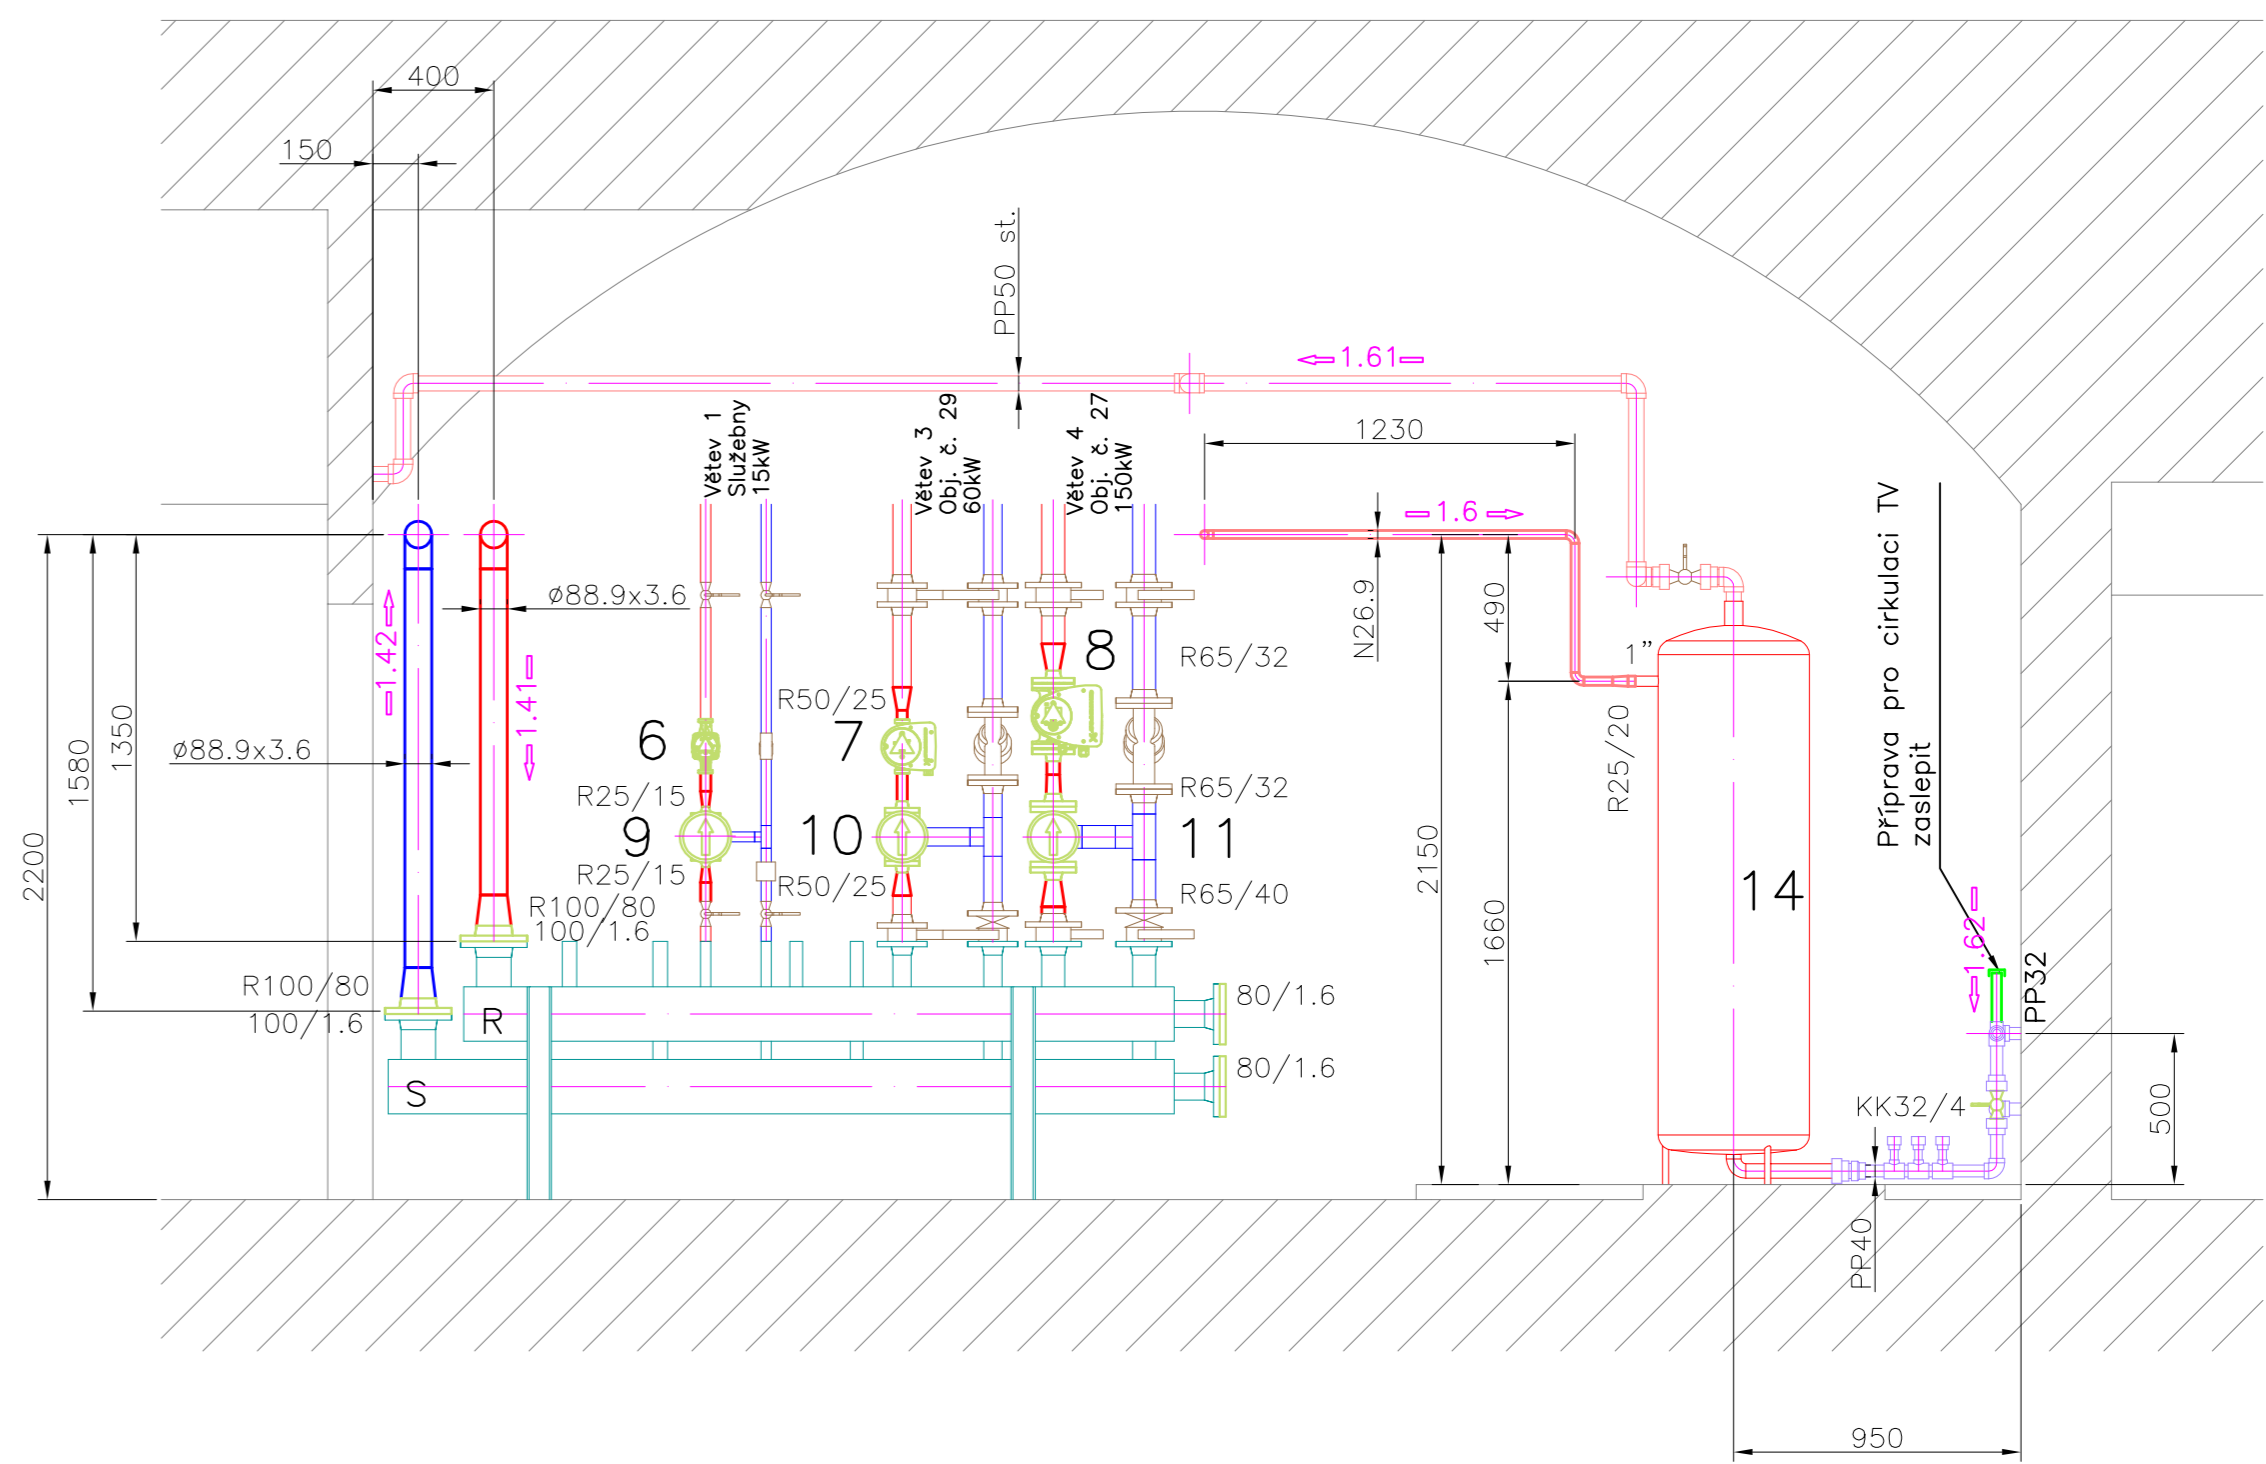 400
150
PP50 st.
1.61
1230
Větev 1
Služebny
15kW
Větev 3
Obj. č. 29
60kW
Větev 4
Obj. č. 27
150kW
1.6
Příprava pro cirkulaci TV
zaslepit
ø88.9x3.6
1.42
1.41
8
R65/32
N26.9
490
1"
R50/25
6
7
ø88.9x3.6
1350
1580
2200
R25/15
R65/32
R25/20
9
10
11
2150
R25/15
R50/25
R65/40
14
R100/80
100/1.6
1660
1.62
PP32
R100/80
100/1.6
R
80/1.6
S
80/1.6
KK32/4
500
PP40
950